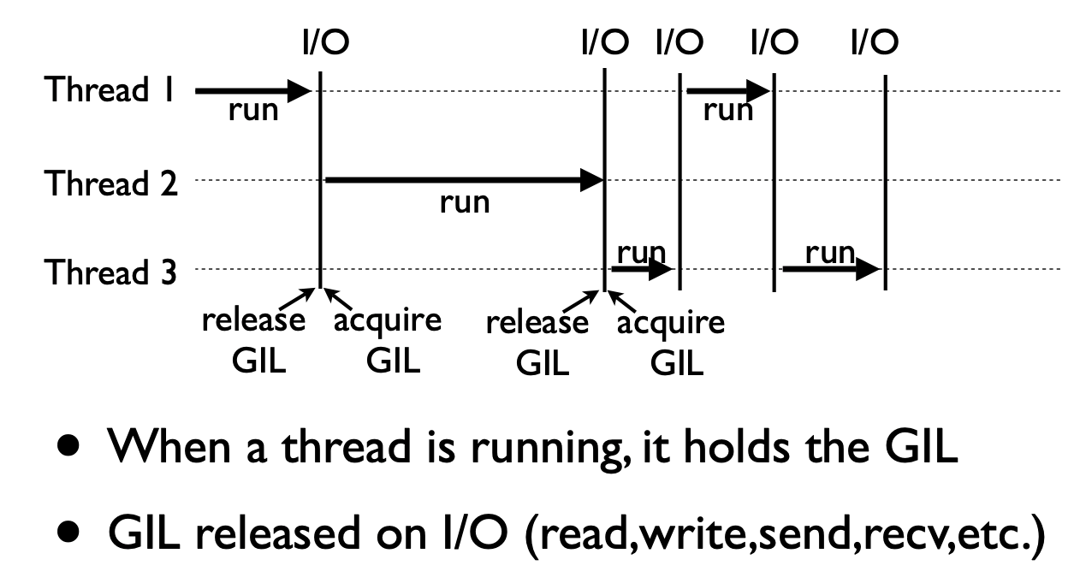 I/O I/O I/O I/O I/O
Thread 1 run run
Thread 2 run
Thread 3 run run
release GIL acquire GIL release GIL acquire GIL
• When a thread is running, it holds the GIL
• GIL released on I/O (read,write,send,recv,etc.)